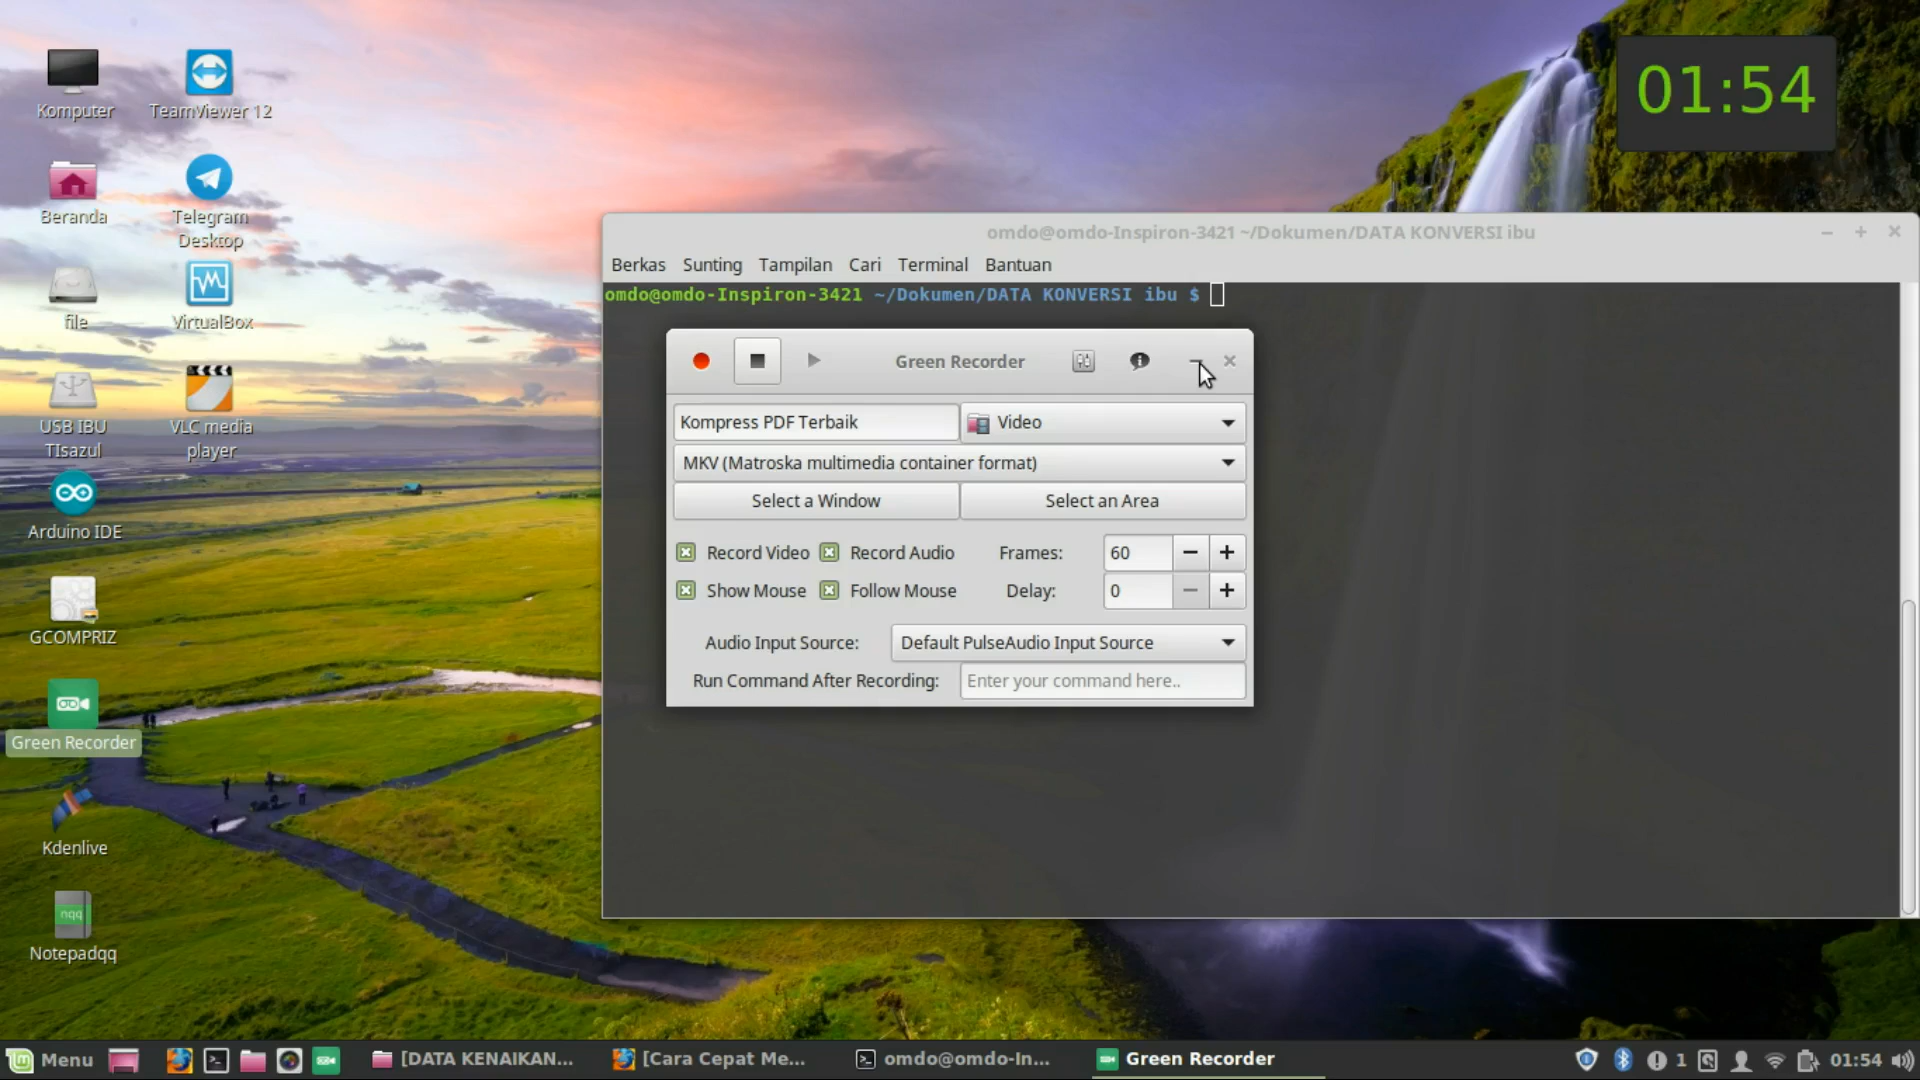 Komputer
TeamViewer 12
Beranda
Telegram
Desktop
file
VirtualBox
USB IBU
TIsazul
VLC media
player
Arduino IDE
GCOMPRIZ
Green Recorder
Kdenlive
nqq
Notepadqq
01:54
omdo@omdo-Inspiron-3421 ~/Dokumen/DATA KONVERSI ibu
Berkas Sunting Tampilan Cari Terminal Bantuan
omdo@omdo-Inspiron-3421 ~/Dokumen/DATA KONVERSI ibu $
Green Recorder
Kompress PDF Terbaik
Video
MKV (Matroska multimedia container format)
Select a Window
Select an Area
Record Video
Record Audio
Frames:
60
Show Mouse
Follow Mouse
Delay:
0
Audio Input Source:
Default PulseAudio Input Source
Run Command After Recording:
Enter your command here..
Menu
[DATA KENAIKAN...
[Cara Cepat Me...
omdo@omdo-In...
Green Recorder
1
01:54